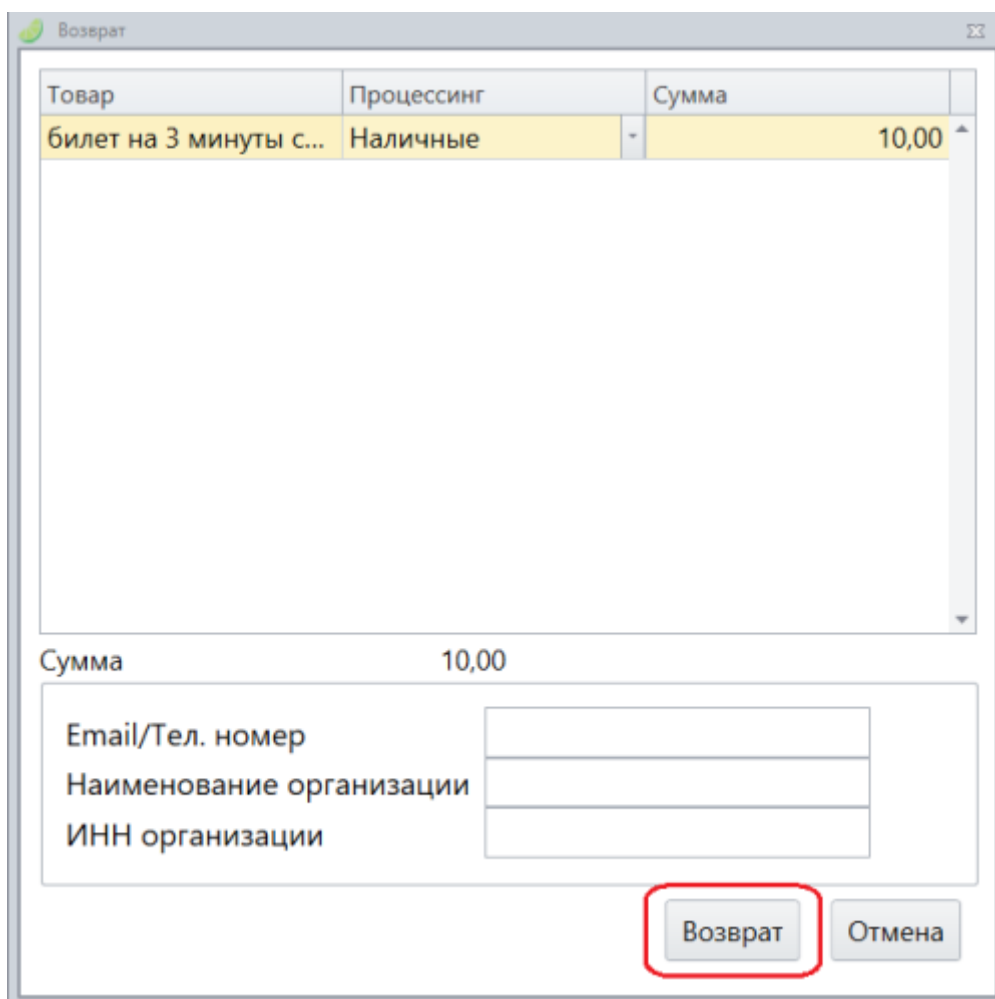 Возврат
Товар Процессинг Сумма
билет на 3 минуты с... Наличные 10,00
Сумма 10,00
Email/Тел. номер
Наименование организации
ИНН организации
Возврат Отмена